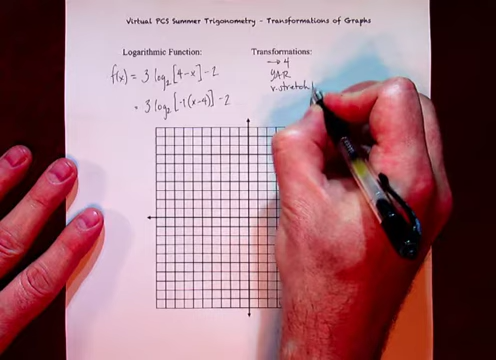 Virtual PCS Summer Trigonometry - Transformations of Graphs
Logarithmic Function:
Transformations:
f(x) = 3 log₂[4-x] - 2
→ 4
YAR
= 3 log₂[-1(x-4)] - 2
v. stretch